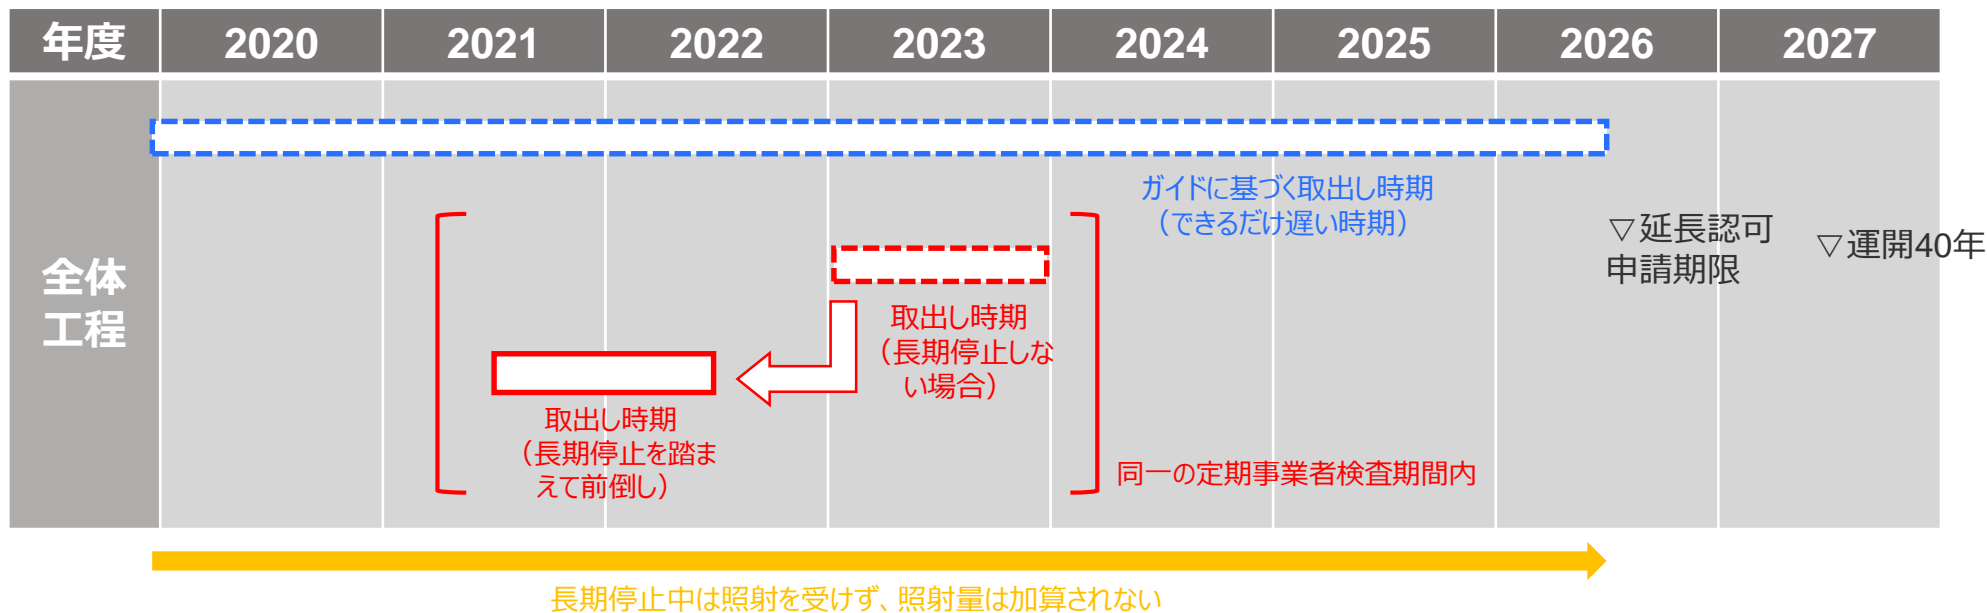 年度 2020 2021 2022 2023 2024 2025 2026 2027
全体
工程
ガイドに基づく取出し時期
（できるだけ遅い時期）
▽延長認可
申請期限
▽運開40年
取出し時期
（長期停止しな
い場合）
取出し時期
（長期停止を踏ま
えて前倒し）
同一の定期事業者検査期間内
長期停止中は照射を受けず、照射量は加算されない